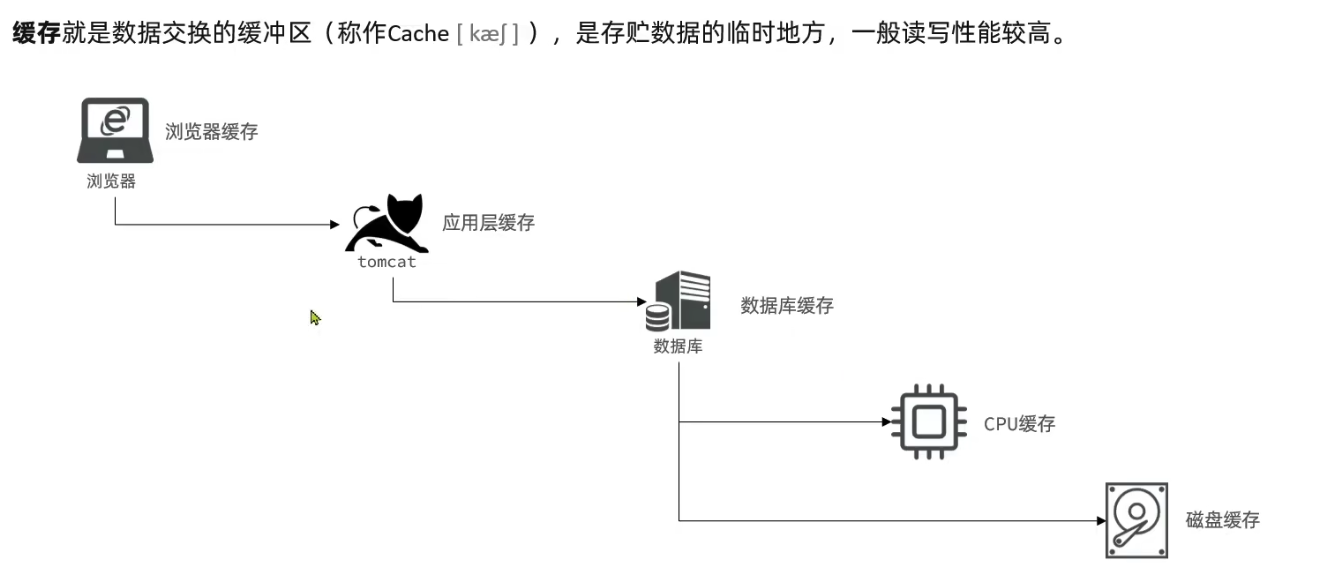 缓存就是数据交换的缓冲区（称作Cache [ kæʃ ] ），是存贮数据的临时地方，一般读写性能较高。
浏览器缓存
浏览器
应用层缓存
tomcat
数据库缓存
数据库
CPU缓存
磁盘缓存